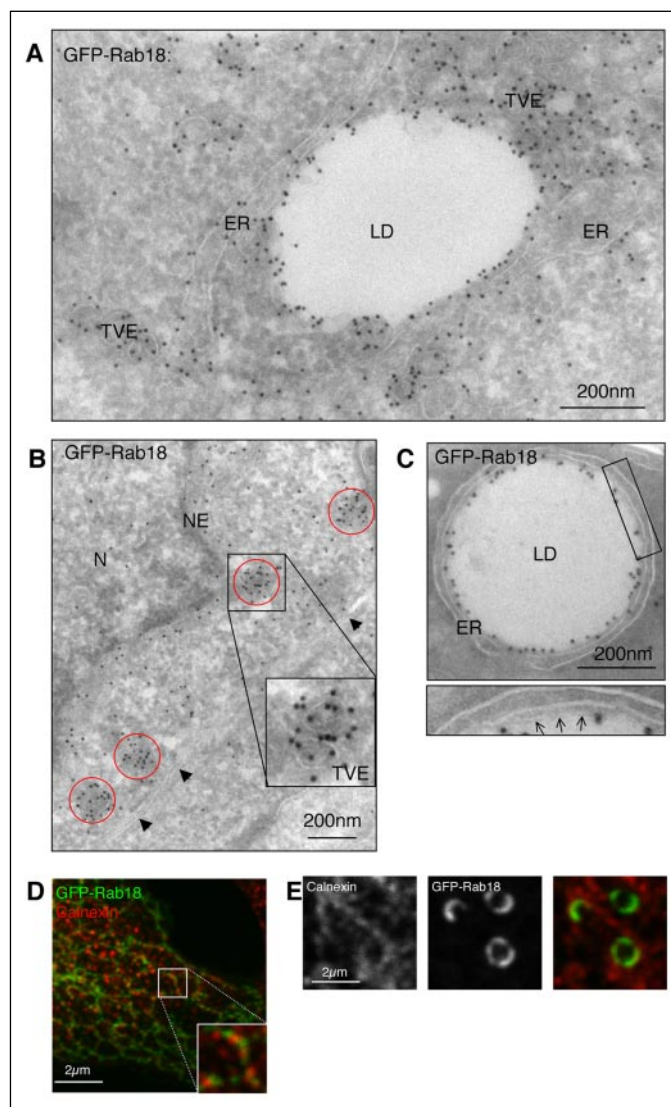 A
GFP-Rab18:
TVE
ER
LD
ER
TVE
200nm
B
GFP-Rab18
NE
N
TVE
200nm
C
GFP-Rab18
LD
ER
200nm
D
GFP-Rab18
Calnexin
2µm
E
Calnexin
GFP-Rab18
2µm